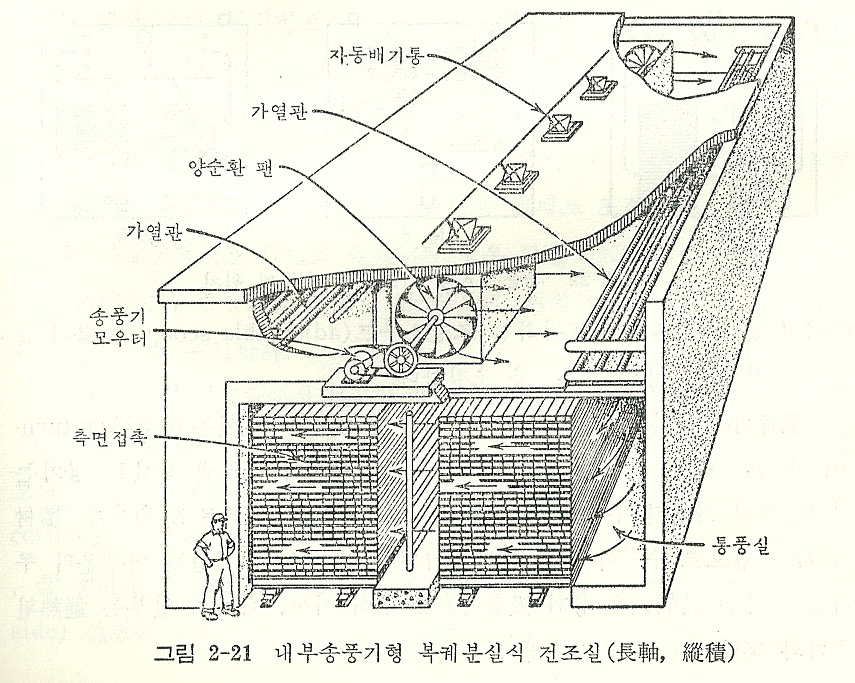 자동배기통
가열관
양순환 팬
가열관
송풍기
모우터
측면접촉
통풍실
그림 2-21 내부송풍기형 복궤분실식 건조실(長軸, 縱積)